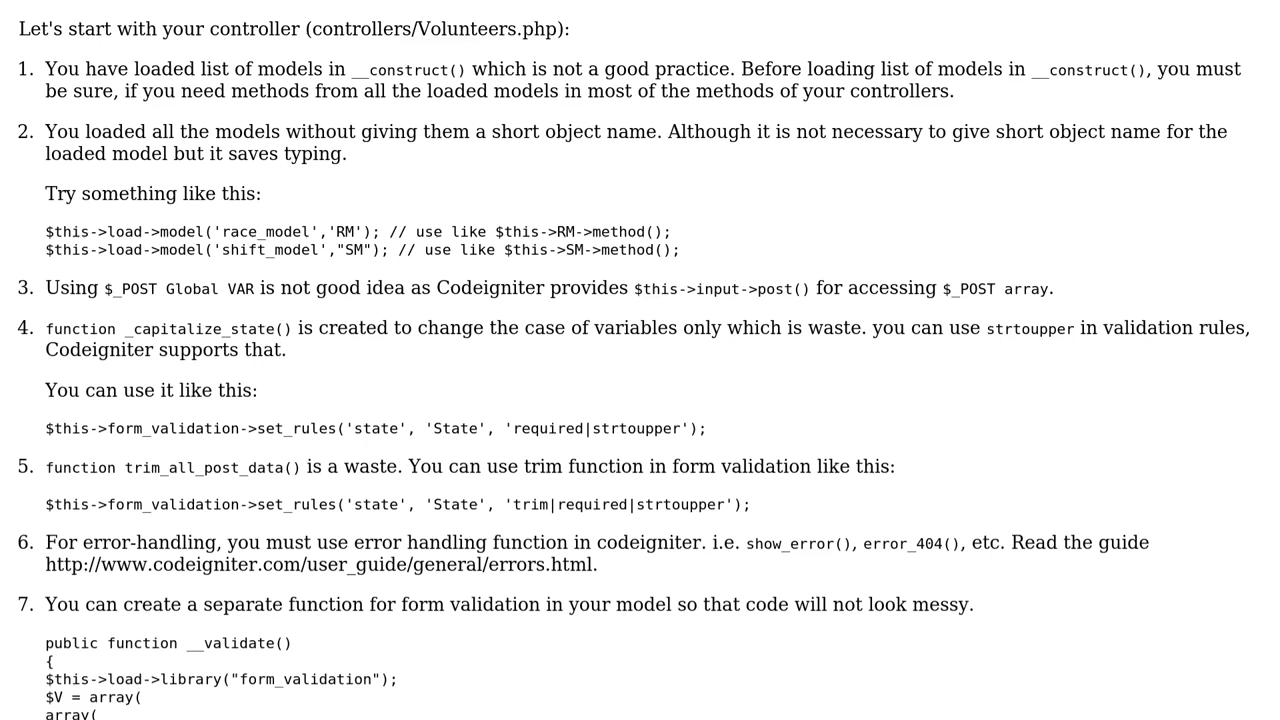 Let's start with your controller (controllers/Volunteers.php):
1. You have loaded list of models in __construct() which is not a good practice. Before loading list of models in __construct(), you must
be sure, if you need methods from all the loaded models in most of the methods of your controllers.
2. You loaded all the models without giving them a short object name. Although it is not necessary to give short object name for the
loaded model but it saves typing.
Try something like this:
$this->load->model('race_model','RM'); // use like $this->RM->method();
$this->load->model('shift_model',"SM"); // use like $this->SM->method();
3. Using $_POST Global VAR is not good idea as Codeigniter provides $this->input->post() for accessing $_POST array.
4. function _capitalize_state() is created to change the case of variables only which is waste. you can use strtoupper in validation rules,
Codeigniter supports that.
You can use it like this:
$this->form_validation->set_rules('state', 'State', 'required|strtoupper');
5. function trim_all_post_data() is a waste. You can use trim function in form validation like this:
$this->form_validation->set_rules('state', 'State', 'trim|required|strtoupper');
6. For error-handling, you must use error handling function in codeigniter. i.e. show_error(), error_404(), etc. Read the guide
http://www.codeigniter.com/user_guide/general/errors.html.
7. You can create a separate function for form validation in your model so that code will not look messy.
public function __validate()
{
$this->load->library("form_validation");
$V = array(
array(